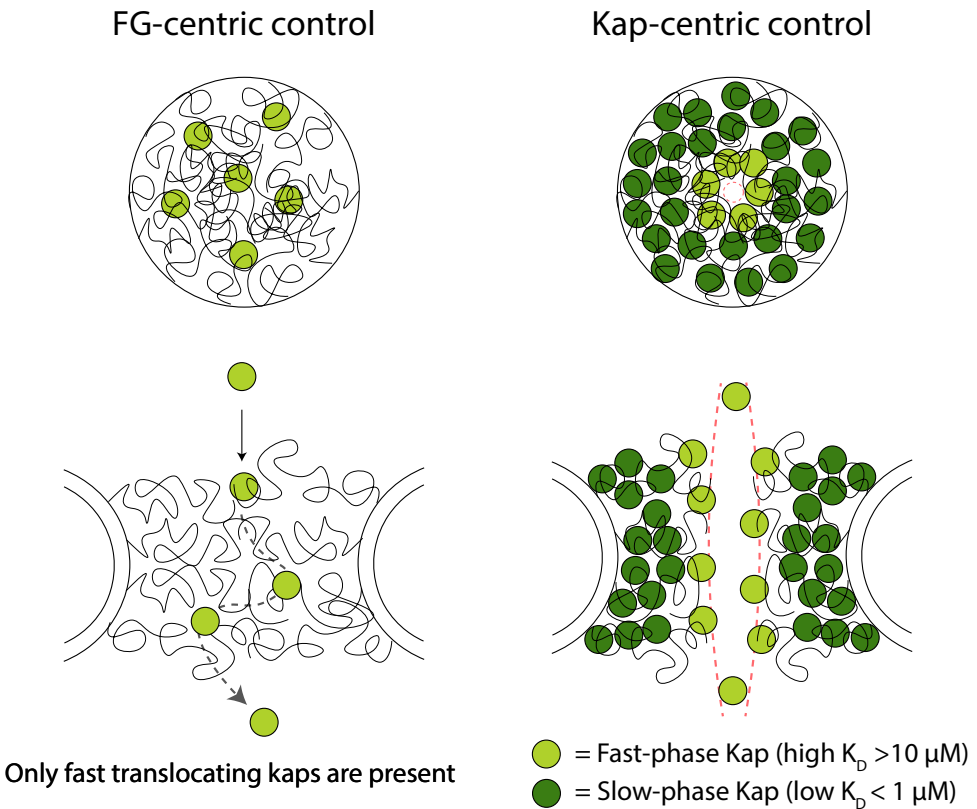 FG-centric control
Kap-centric control
Only fast translocating kaps are present
= Fast-phase Kap (high K_D >10 µM)
= Slow-phase Kap (low K_D < 1 µM)